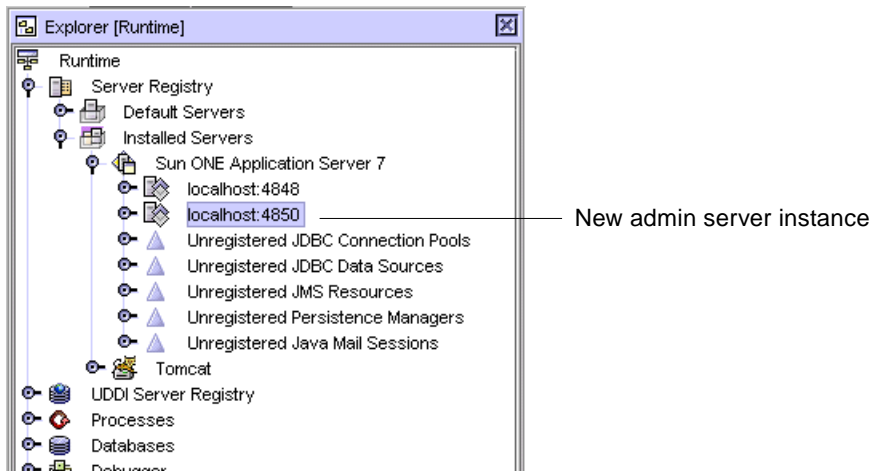 Explorer [Runtime]
Runtime
Server Registry
Default Servers
Installed Servers
Sun ONE Application Server 7
localhost:4848
localhost:4850
New admin server instance
Unregistered JDBC Connection Pools
Unregistered JDBC Data Sources
Unregistered JMS Resources
Unregistered Persistence Managers
Unregistered Java Mail Sessions
Tomcat
UDDI Server Registry
Processes
Databases
Debugger